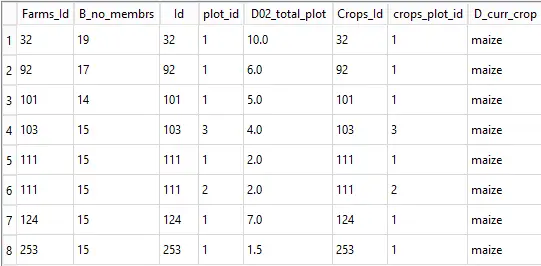 Farms_Id B_no_membrs Id plot_id D02_total_plot Crops_Id crops_plot_id D_curr_crop
1 32 19 32 1 10.0 32 1 maize
2 92 17 92 1 6.0 92 1 maize
3 101 14 101 1 5.0 101 1 maize
4 103 15 103 3 4.0 103 3 maize
5 111 15 111 1 2.0 111 1 maize
6 111 15 111 2 2.0 111 2 maize
7 124 15 124 1 7.0 124 1 maize
8 253 15 253 1 1.5 253 1 maize